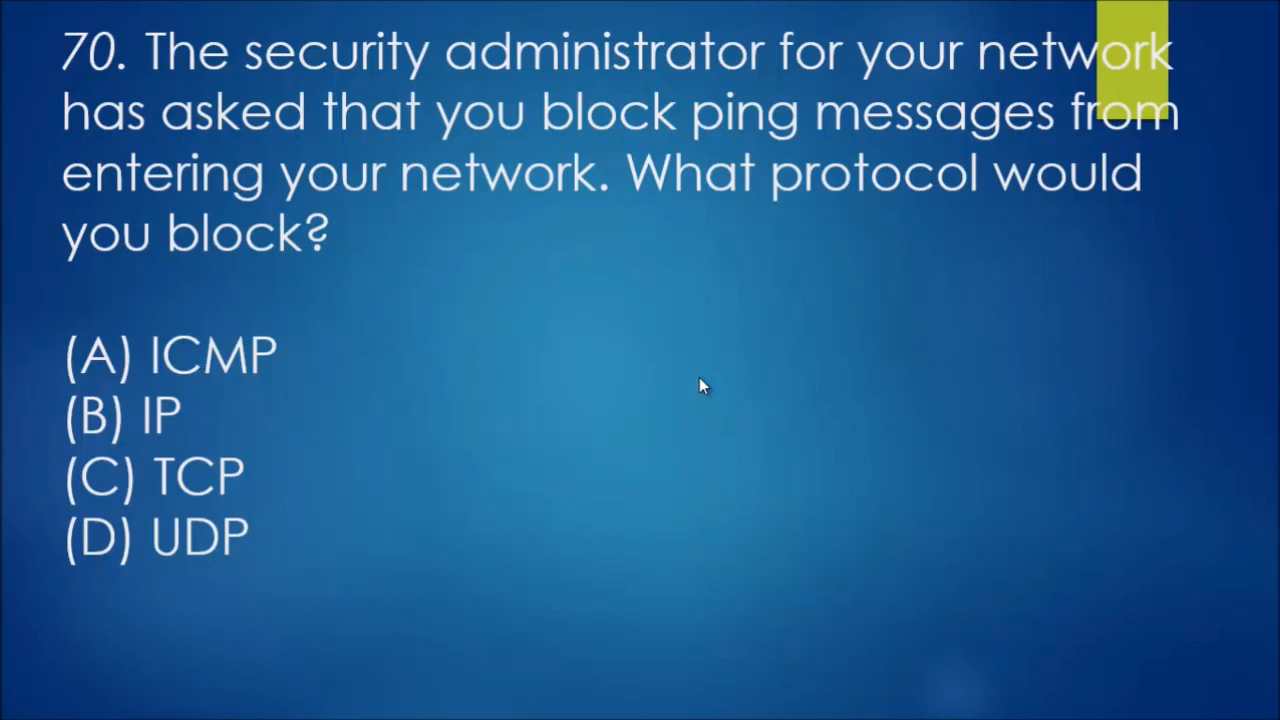 70. The security administrator for your network
has asked that you block ping messages from
entering your network. What protocol would
you block?
(A) ICMP
(B) IP
(C) TCP
(D) UDP